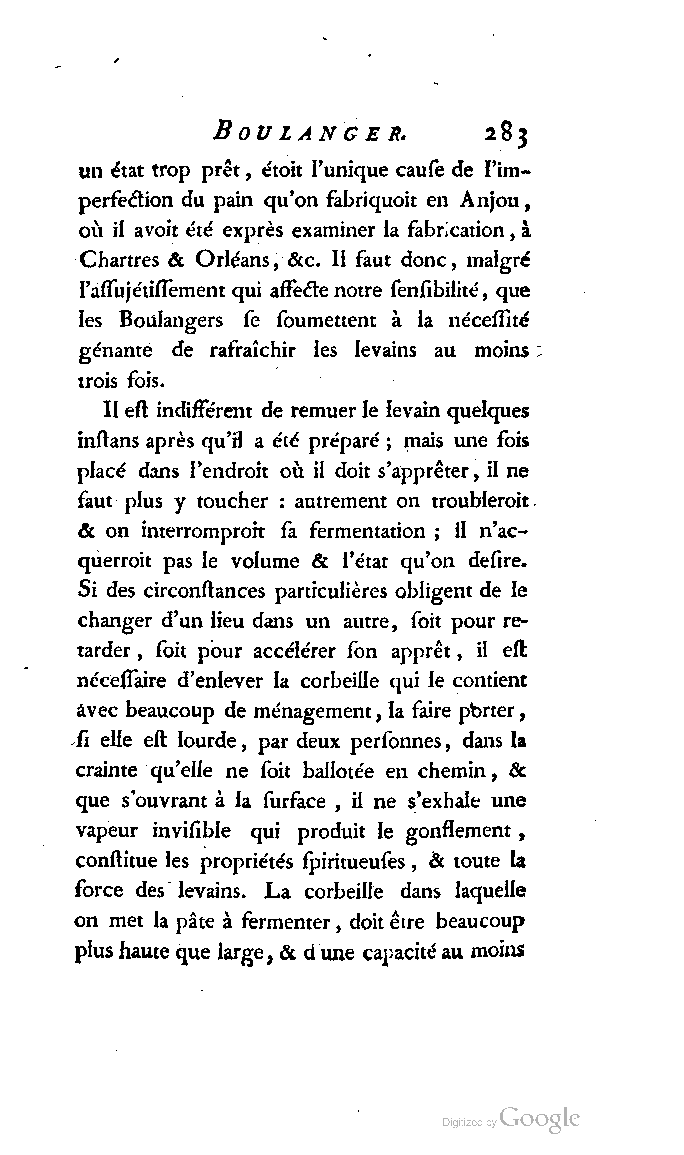 BOULANGER. 283
un état trop prêt, étoit l'unique cauſe de l'im-
perfection du pain qu'on fabriquoit en Anjou,
où il avoit été exprès examiner la fabrication, à
Chartres & Orléans, &c. Il faut donc, malgré
l'aſſujétiſſement qui affecte notre ſenſibilité, que
les Boulangers ſe ſoumettent à la néceſſité
gênante de rafraîchir les levains au moins
trois fois.
Il eſt indifférent de remuer le levain quelques
inſtans après qu'il a été préparé ; mais une fois
placé dans l'endroit où il doit s'apprêter, il ne
faut plus y toucher : autrement on troubleroit
& on interromproit ſa fermentation ; il n'ac-
querroit pas le volume & l'état qu'on deſire.
Si des circonſtances particulières obligent de le
changer d'un lieu dans un autre, ſoit pour re-
tarder, ſoit pour accélérer ſon apprêt, il eſt
néceſſaire d'enlever la corbeille qui le contient
avec beaucoup de ménagement, la faire porter,
ſi elle eſt lourde, par deux perſonnes, dans la
crainte qu'elle ne ſoit ballotée en chemin, &
que s'ouvrant à la ſurface, il ne s'exhale une
vapeur inviſible qui produit le gonflement,
conſtitue les propriétés ſpiritueuſes, & toute la
force des levains. La corbeille dans laquelle
on met la pâte à fermenter, doit être beaucoup
plus haute que large, & d'une capacité au moins
Digitized by Google